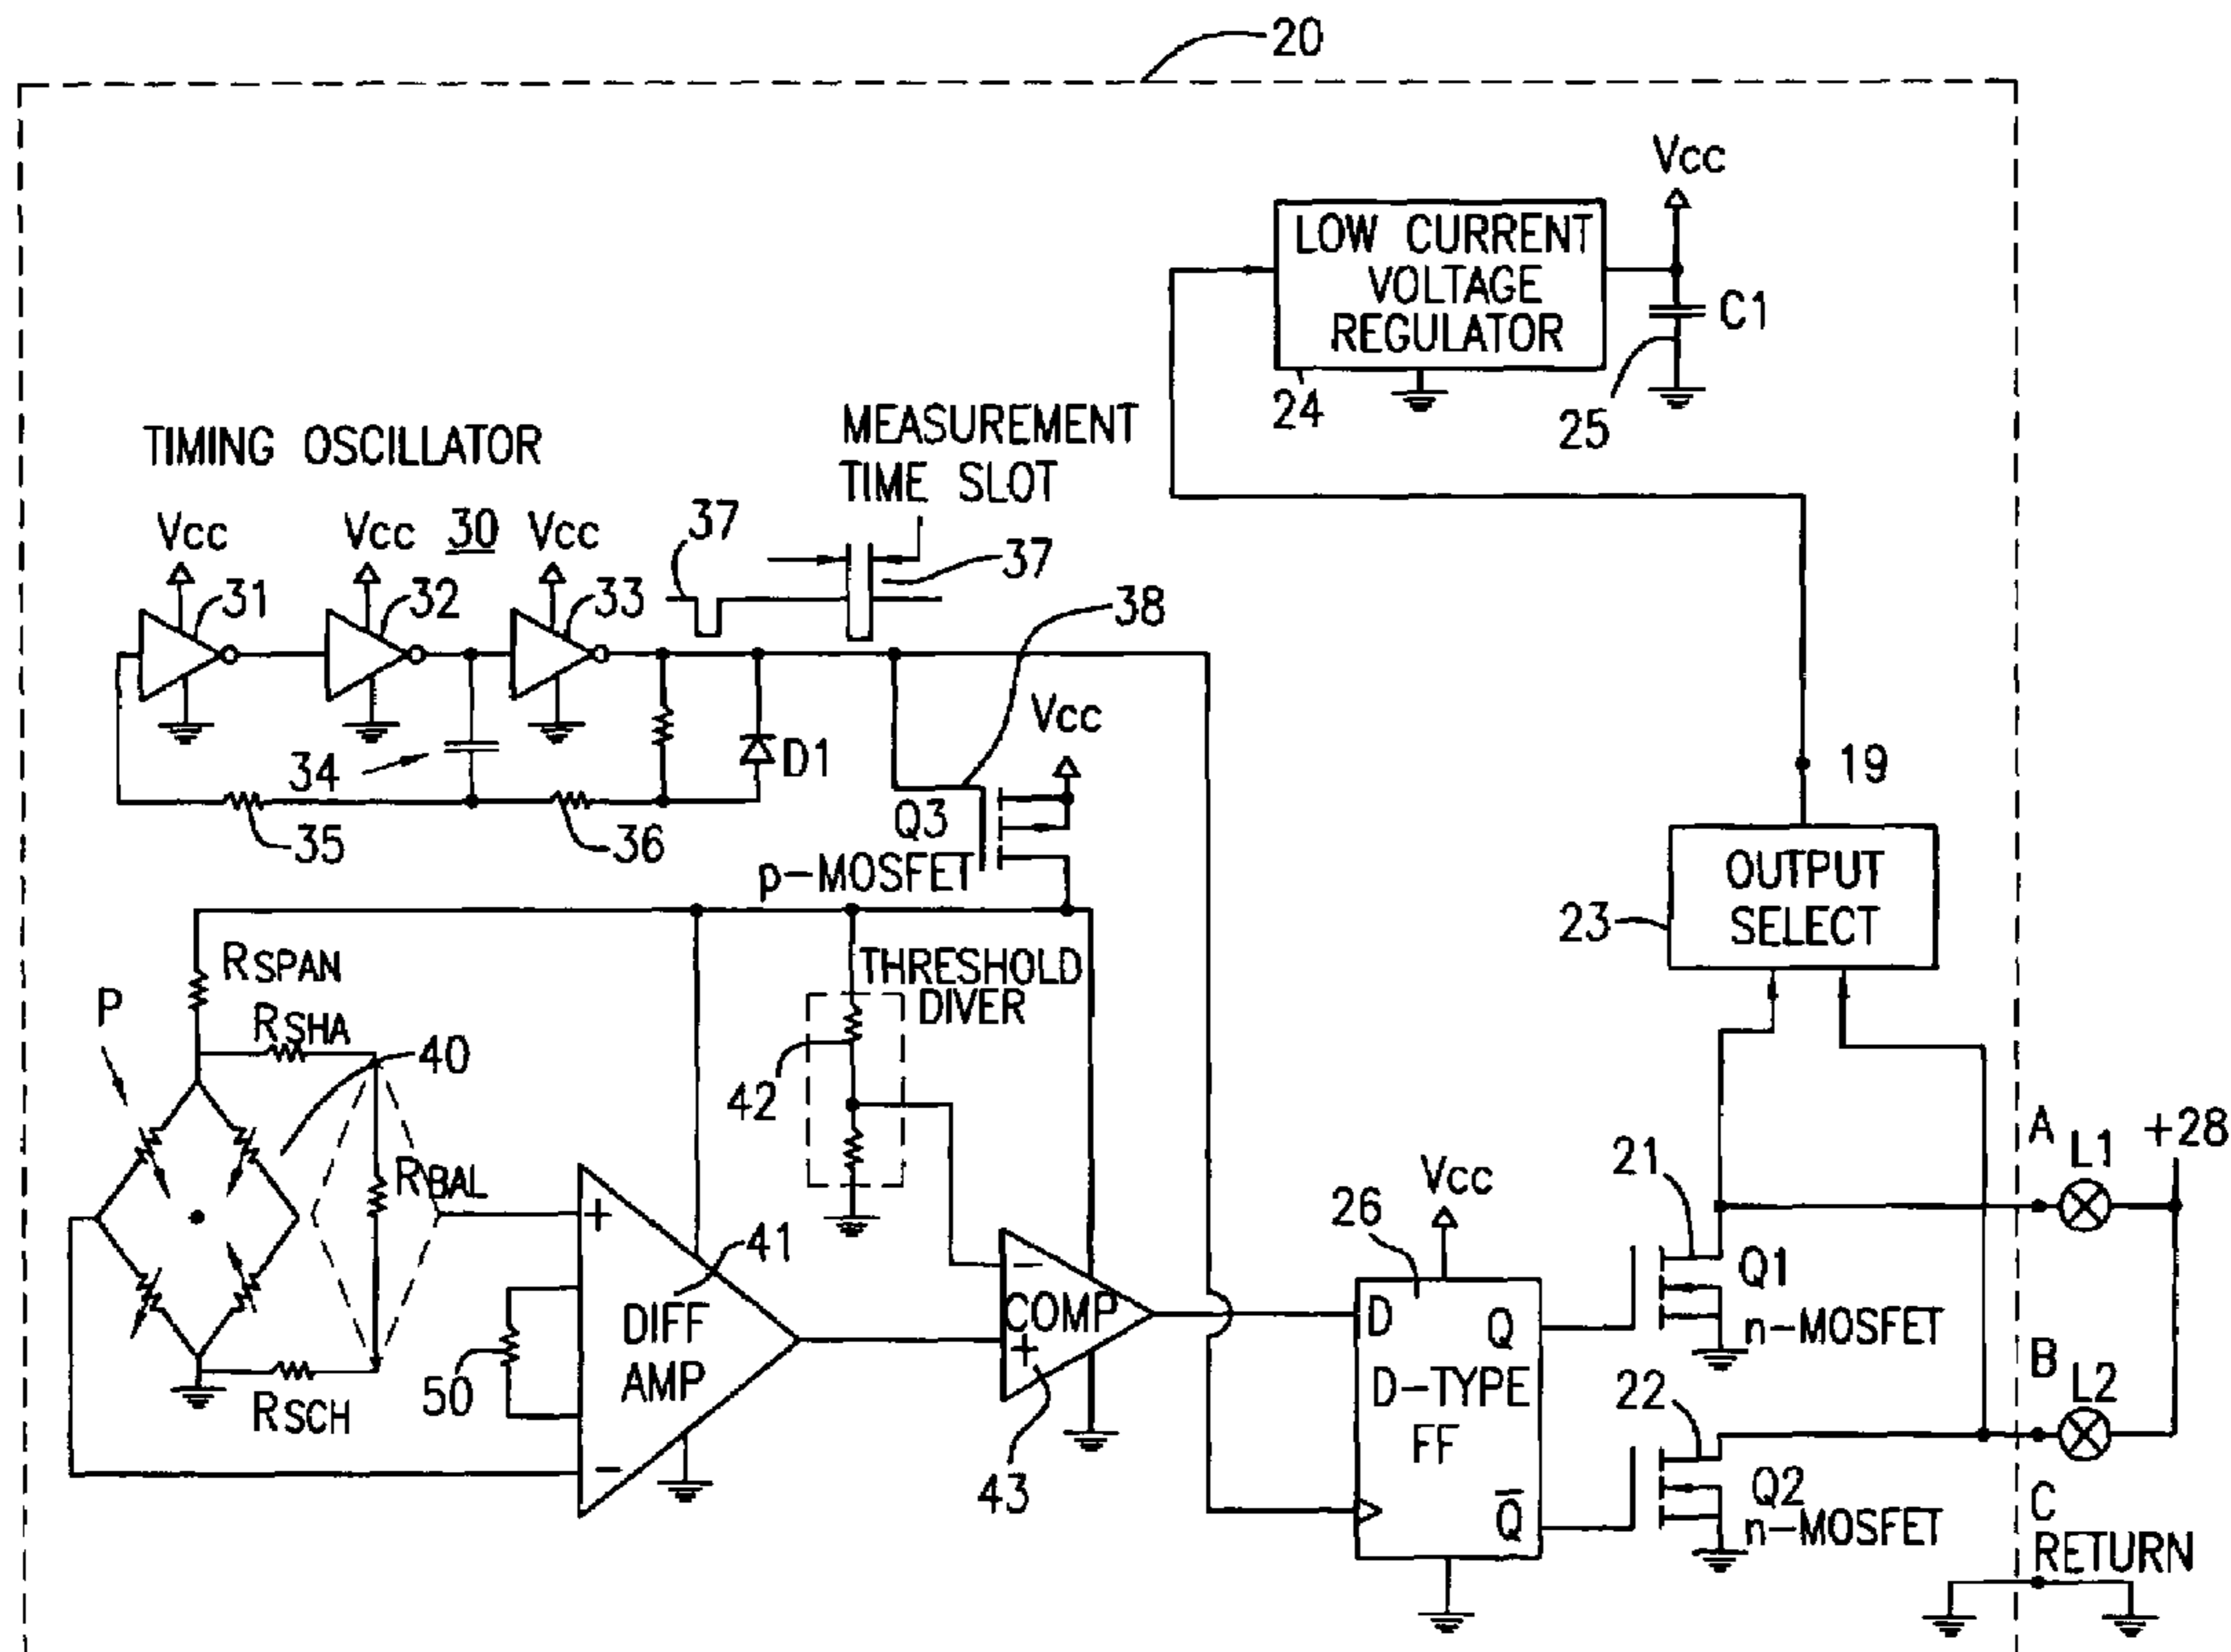 20
Vcc
LOW CURRENT
VOLTAGE
REGULATOR
C1
24
25
MEASUREMENT
TIME SLOT
TIMING OSCILLATOR
37
37
Vcc
Vcc
30
Vcc
31
32
33
38
Vcc
34
D1
19
35
36
Q3
p-MOSFET
OUTPUT
SELECT
23
RSPAN
THRESHOLD
DIVER
P
RSHA
40
42
RBAL
A
L1
+28
21
Vcc
26
+
41
−
Q1
n-MOSFET
COMP
+
D
Q
DIFF
AMP
50
B
L2
D-TYPE
FF
22
RSCH
−
43
Q̅
Q2
n-MOSFET
C
RETURN